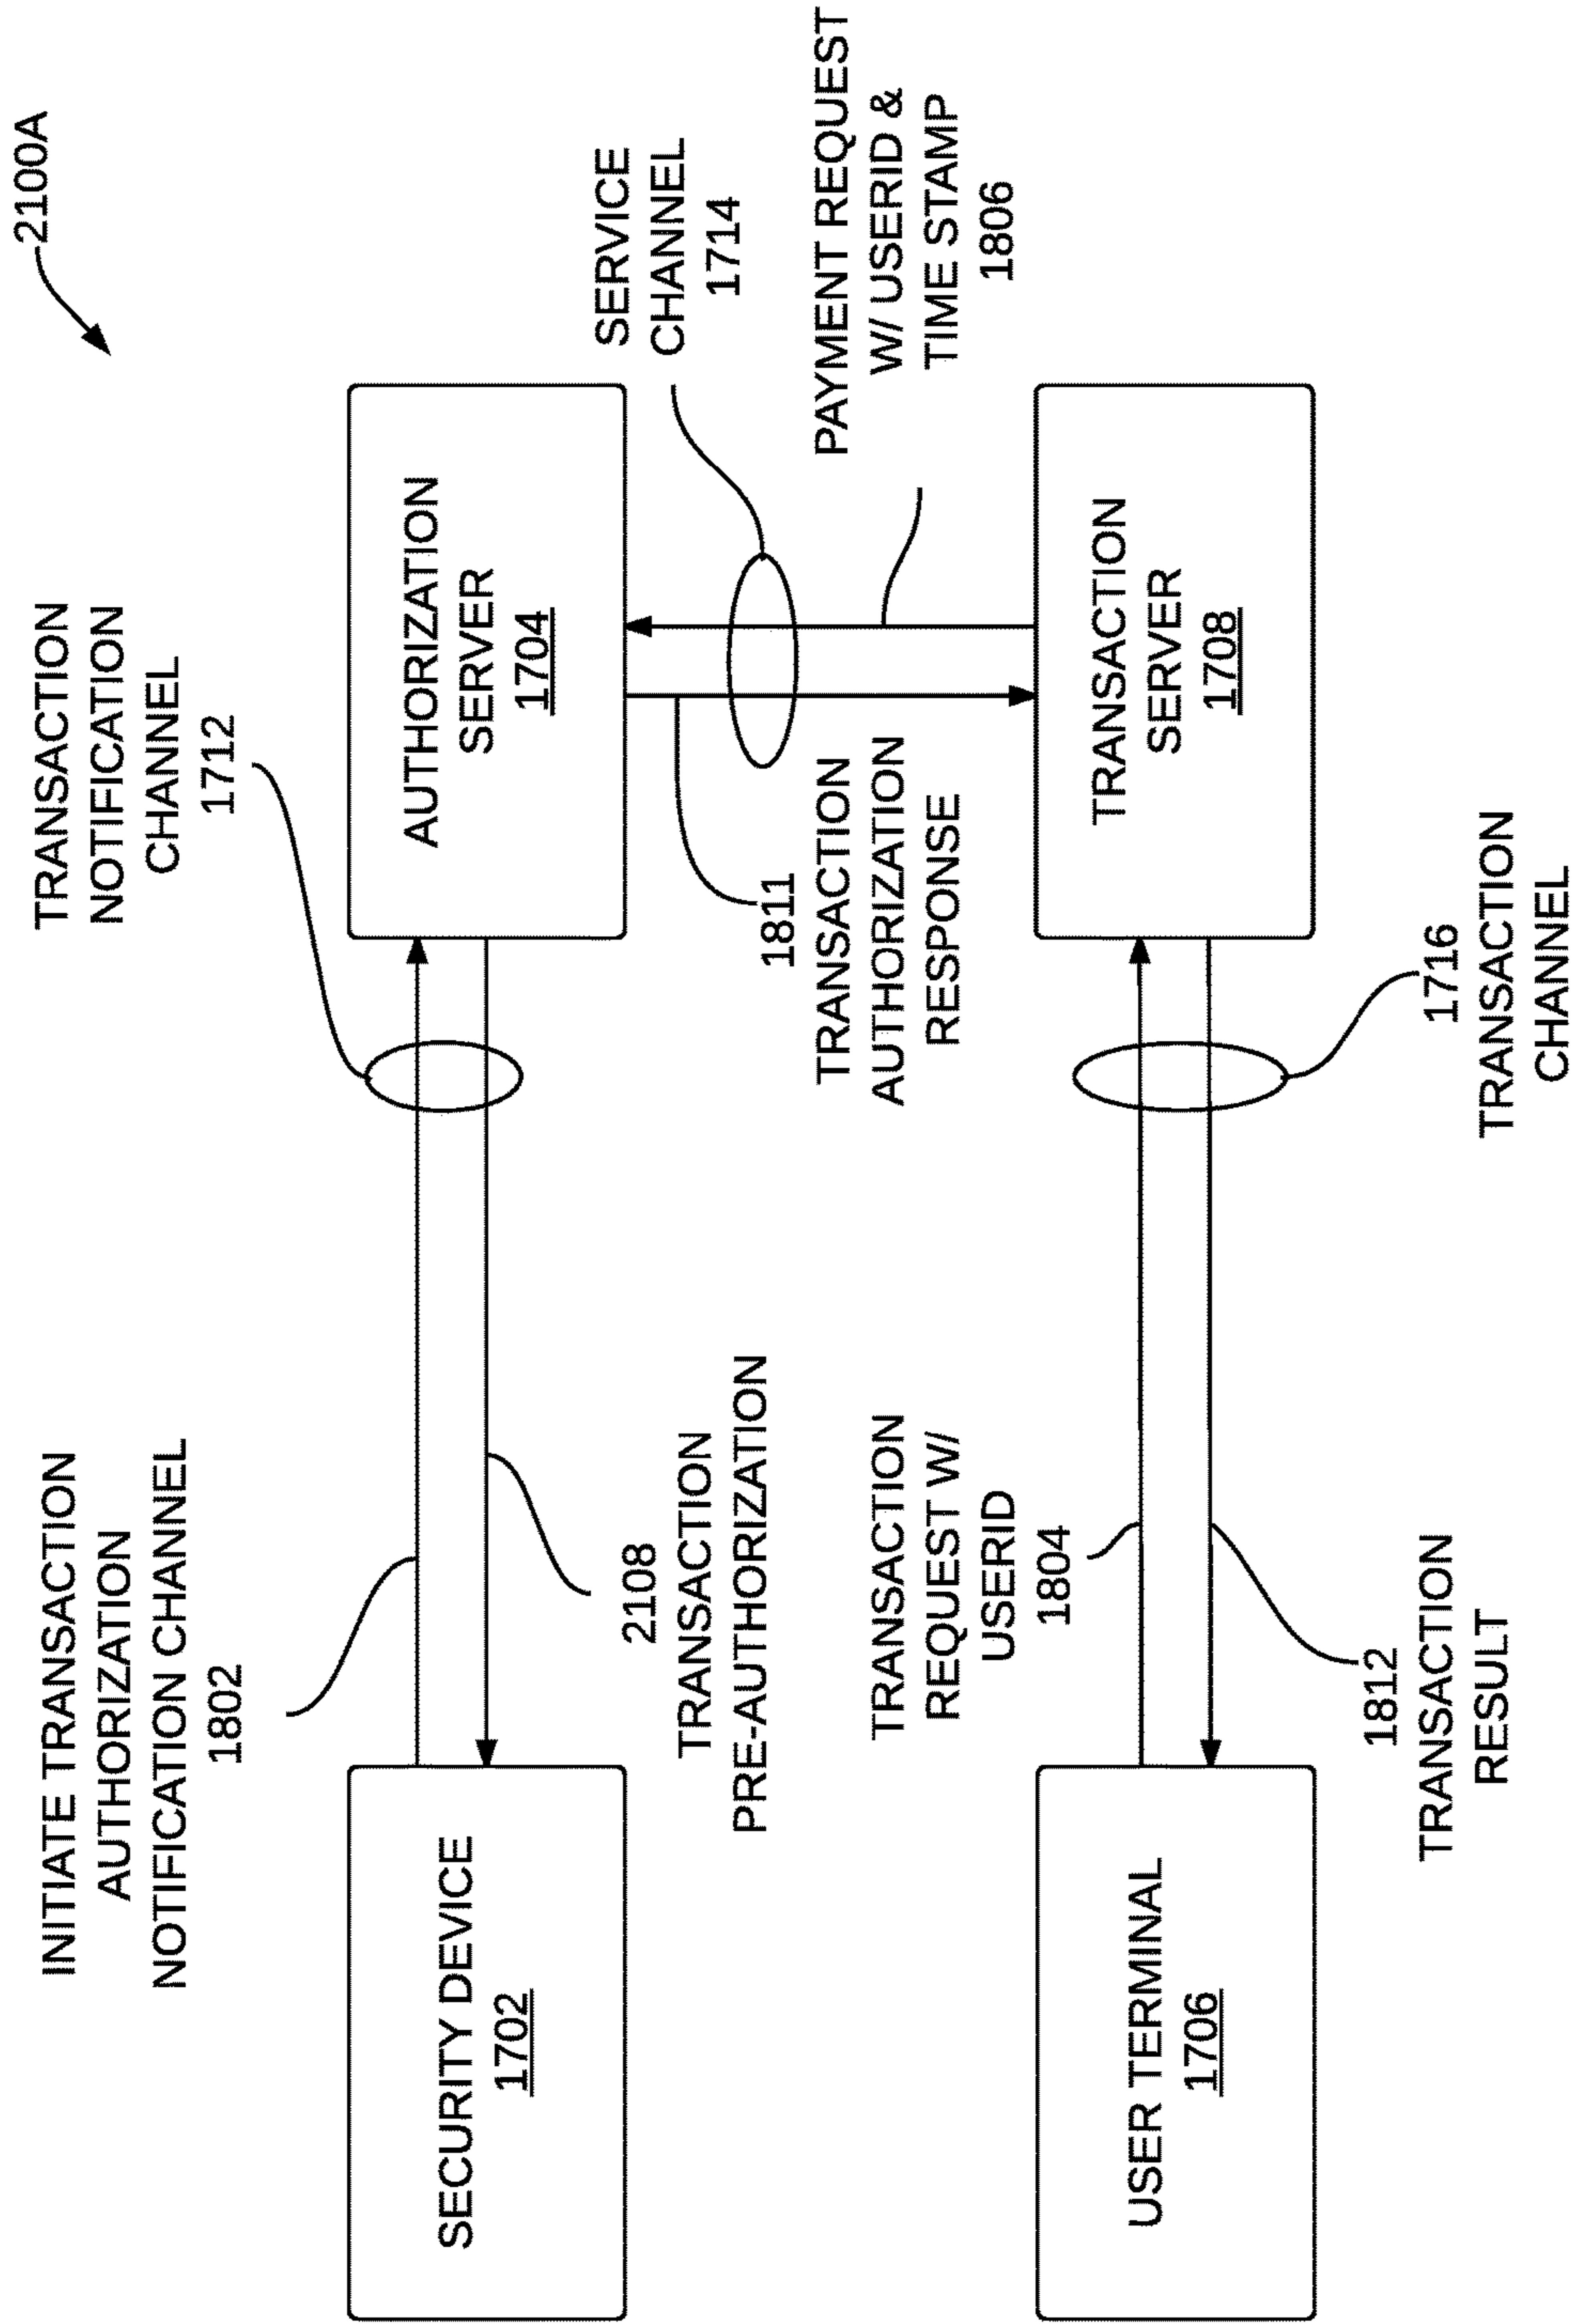 2100A
INITIATE TRANSACTION
AUTHORIZATION
NOTIFICATION CHANNEL
1802
TRANSACTION
NOTIFICATION
CHANNEL
1712
SECURITY DEVICE
1702
AUTHORIZATION
SERVER
1704
2108
TRANSACTION
PRE-AUTHORIZATION
SERVICE
CHANNEL
1714
1811
TRANSACTION
AUTHORIZATION
RESPONSE
PAYMENT REQUEST
W/ USERID &
TIME STAMP
1806
TRANSACTION
REQUEST W/
USERID
1804
USER TERMINAL
1706
TRANSACTION
SERVER
1708
1812
TRANSACTION
RESULT
1716
TRANSACTION
CHANNEL